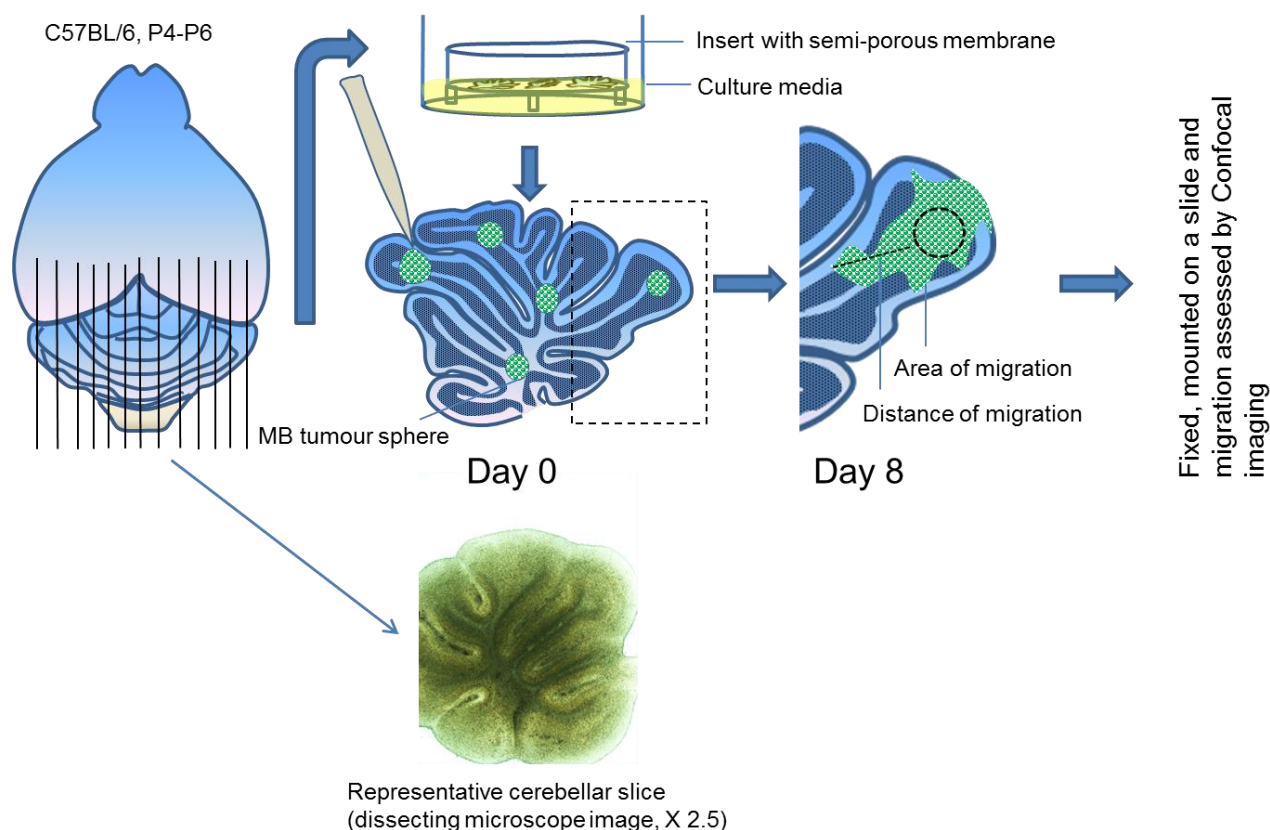 C57BL/6, P4-P6
Insert with semi-porous membrane
Culture media
MB tumour sphere
Day 0
Area of migration
Distance of migration
Day 8
Fixed, mounted on a slide and
migration assessed by Confocal
imaging
Representative cerebellar slice
(dissecting microscope image, X 2.5)